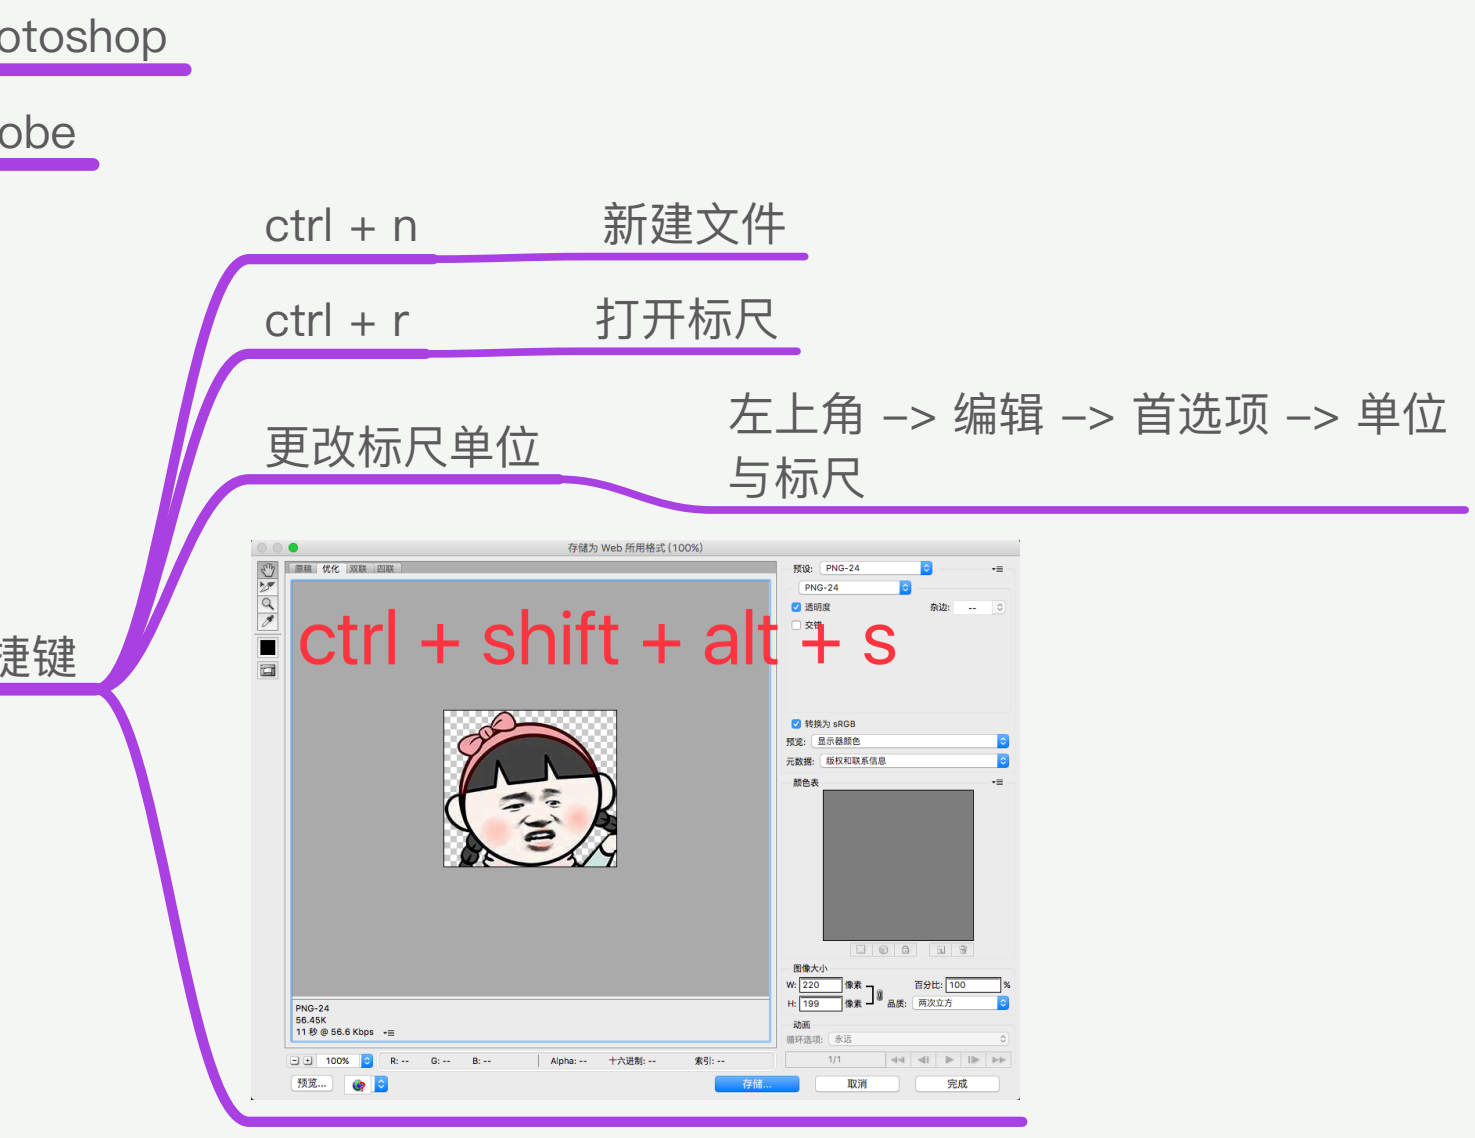 otoshop
obe
ctrl + n 新建文件
ctrl + r 打开标尺
更改标尺单位
左上角 –> 编辑 –> 首选项 –> 单位
与标尺
捷键
存储为 Web 所用格式 (100%)
原稿 优化 双联 四联
ctrl + shift + alt + s
预设: PNG-24
PNG-24
透明度 杂边: --
交错
转换为 sRGB
预览: 显示器颜色
元数据: 版权和联系信息
颜色表
图像大小
W: 220 像素 百分比: 100 %
H: 199 像素 品质: 两次立方
动画
循环选项: 永远
1/1
PNG-24
56.45K
11 秒 @ 56.6 Kbps
100% R: -- G: -- B: -- Alpha: -- 十六进制: -- 索引: --
预览... 存储... 取消 完成